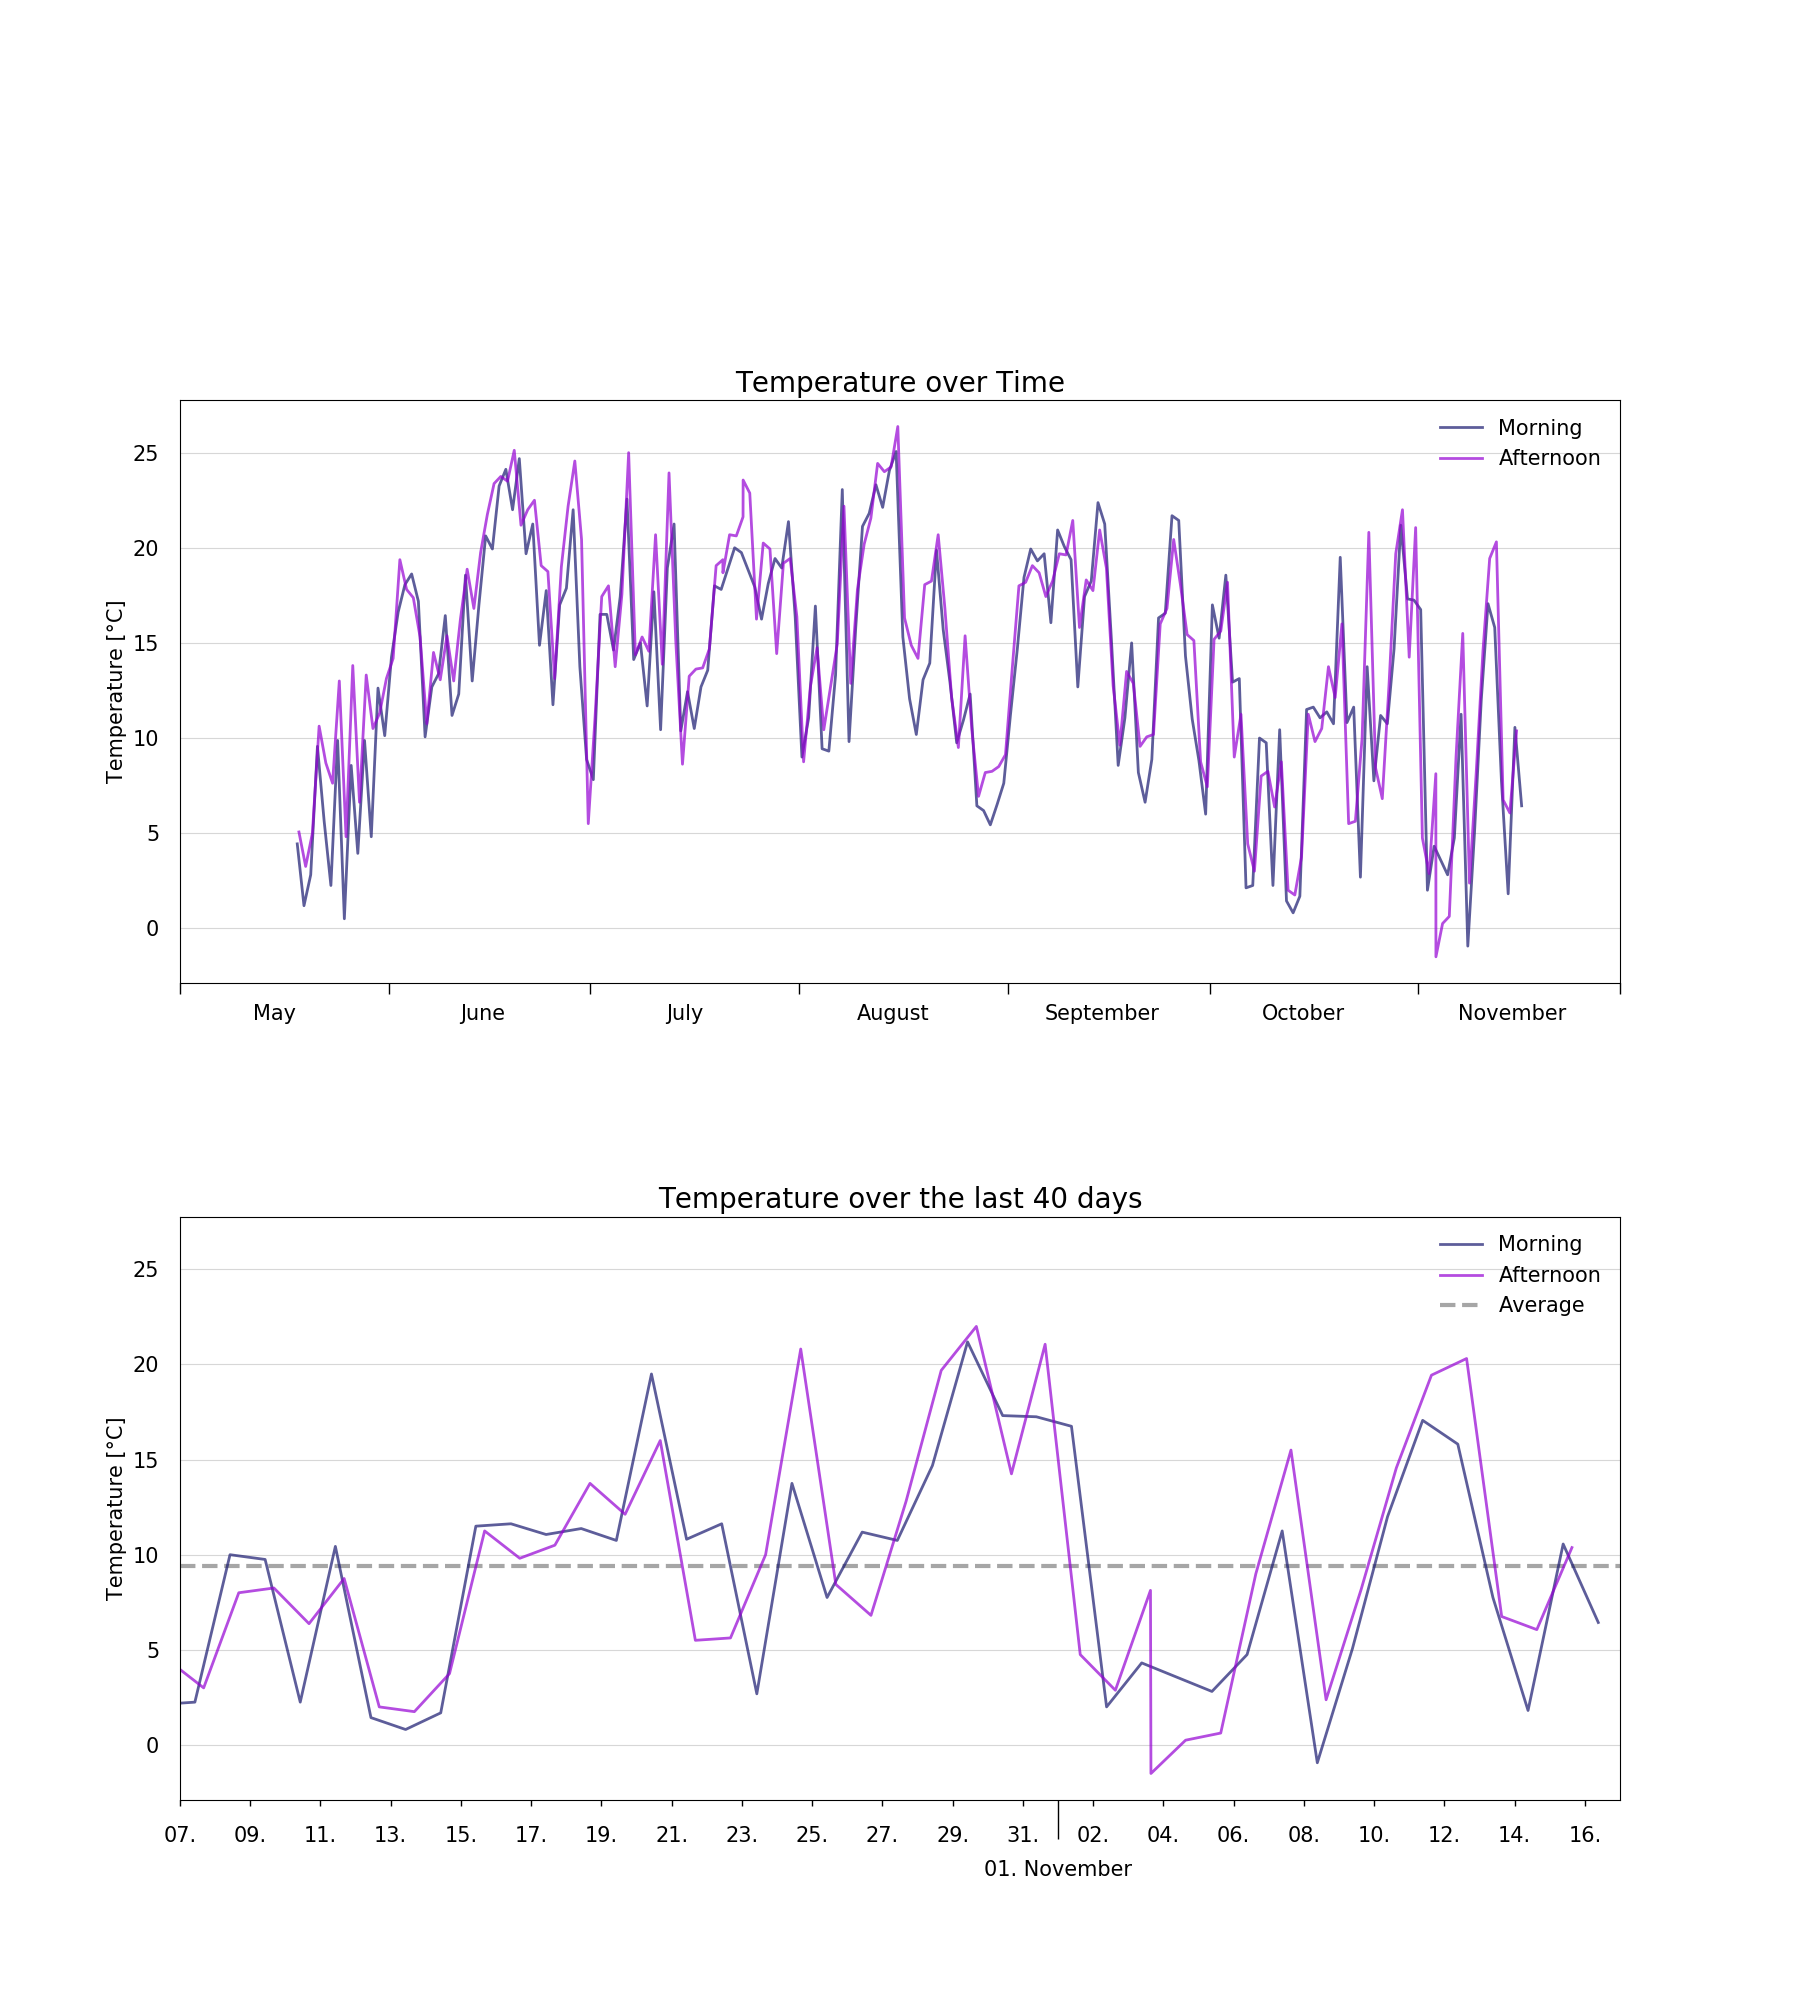 Temperature over Time
Temperature [°C]
25
20
15
10
5
0
Morning
Afternoon
May June July August September October November
Temperature over the last 40 days
Temperature [°C]
25
20
15
10
5
0
Morning
Afternoon
Average
07. 09. 11. 13. 15. 17. 19. 21. 23. 25. 27. 29. 31. 02. 04. 06. 08. 10. 12. 14. 16.
01. November